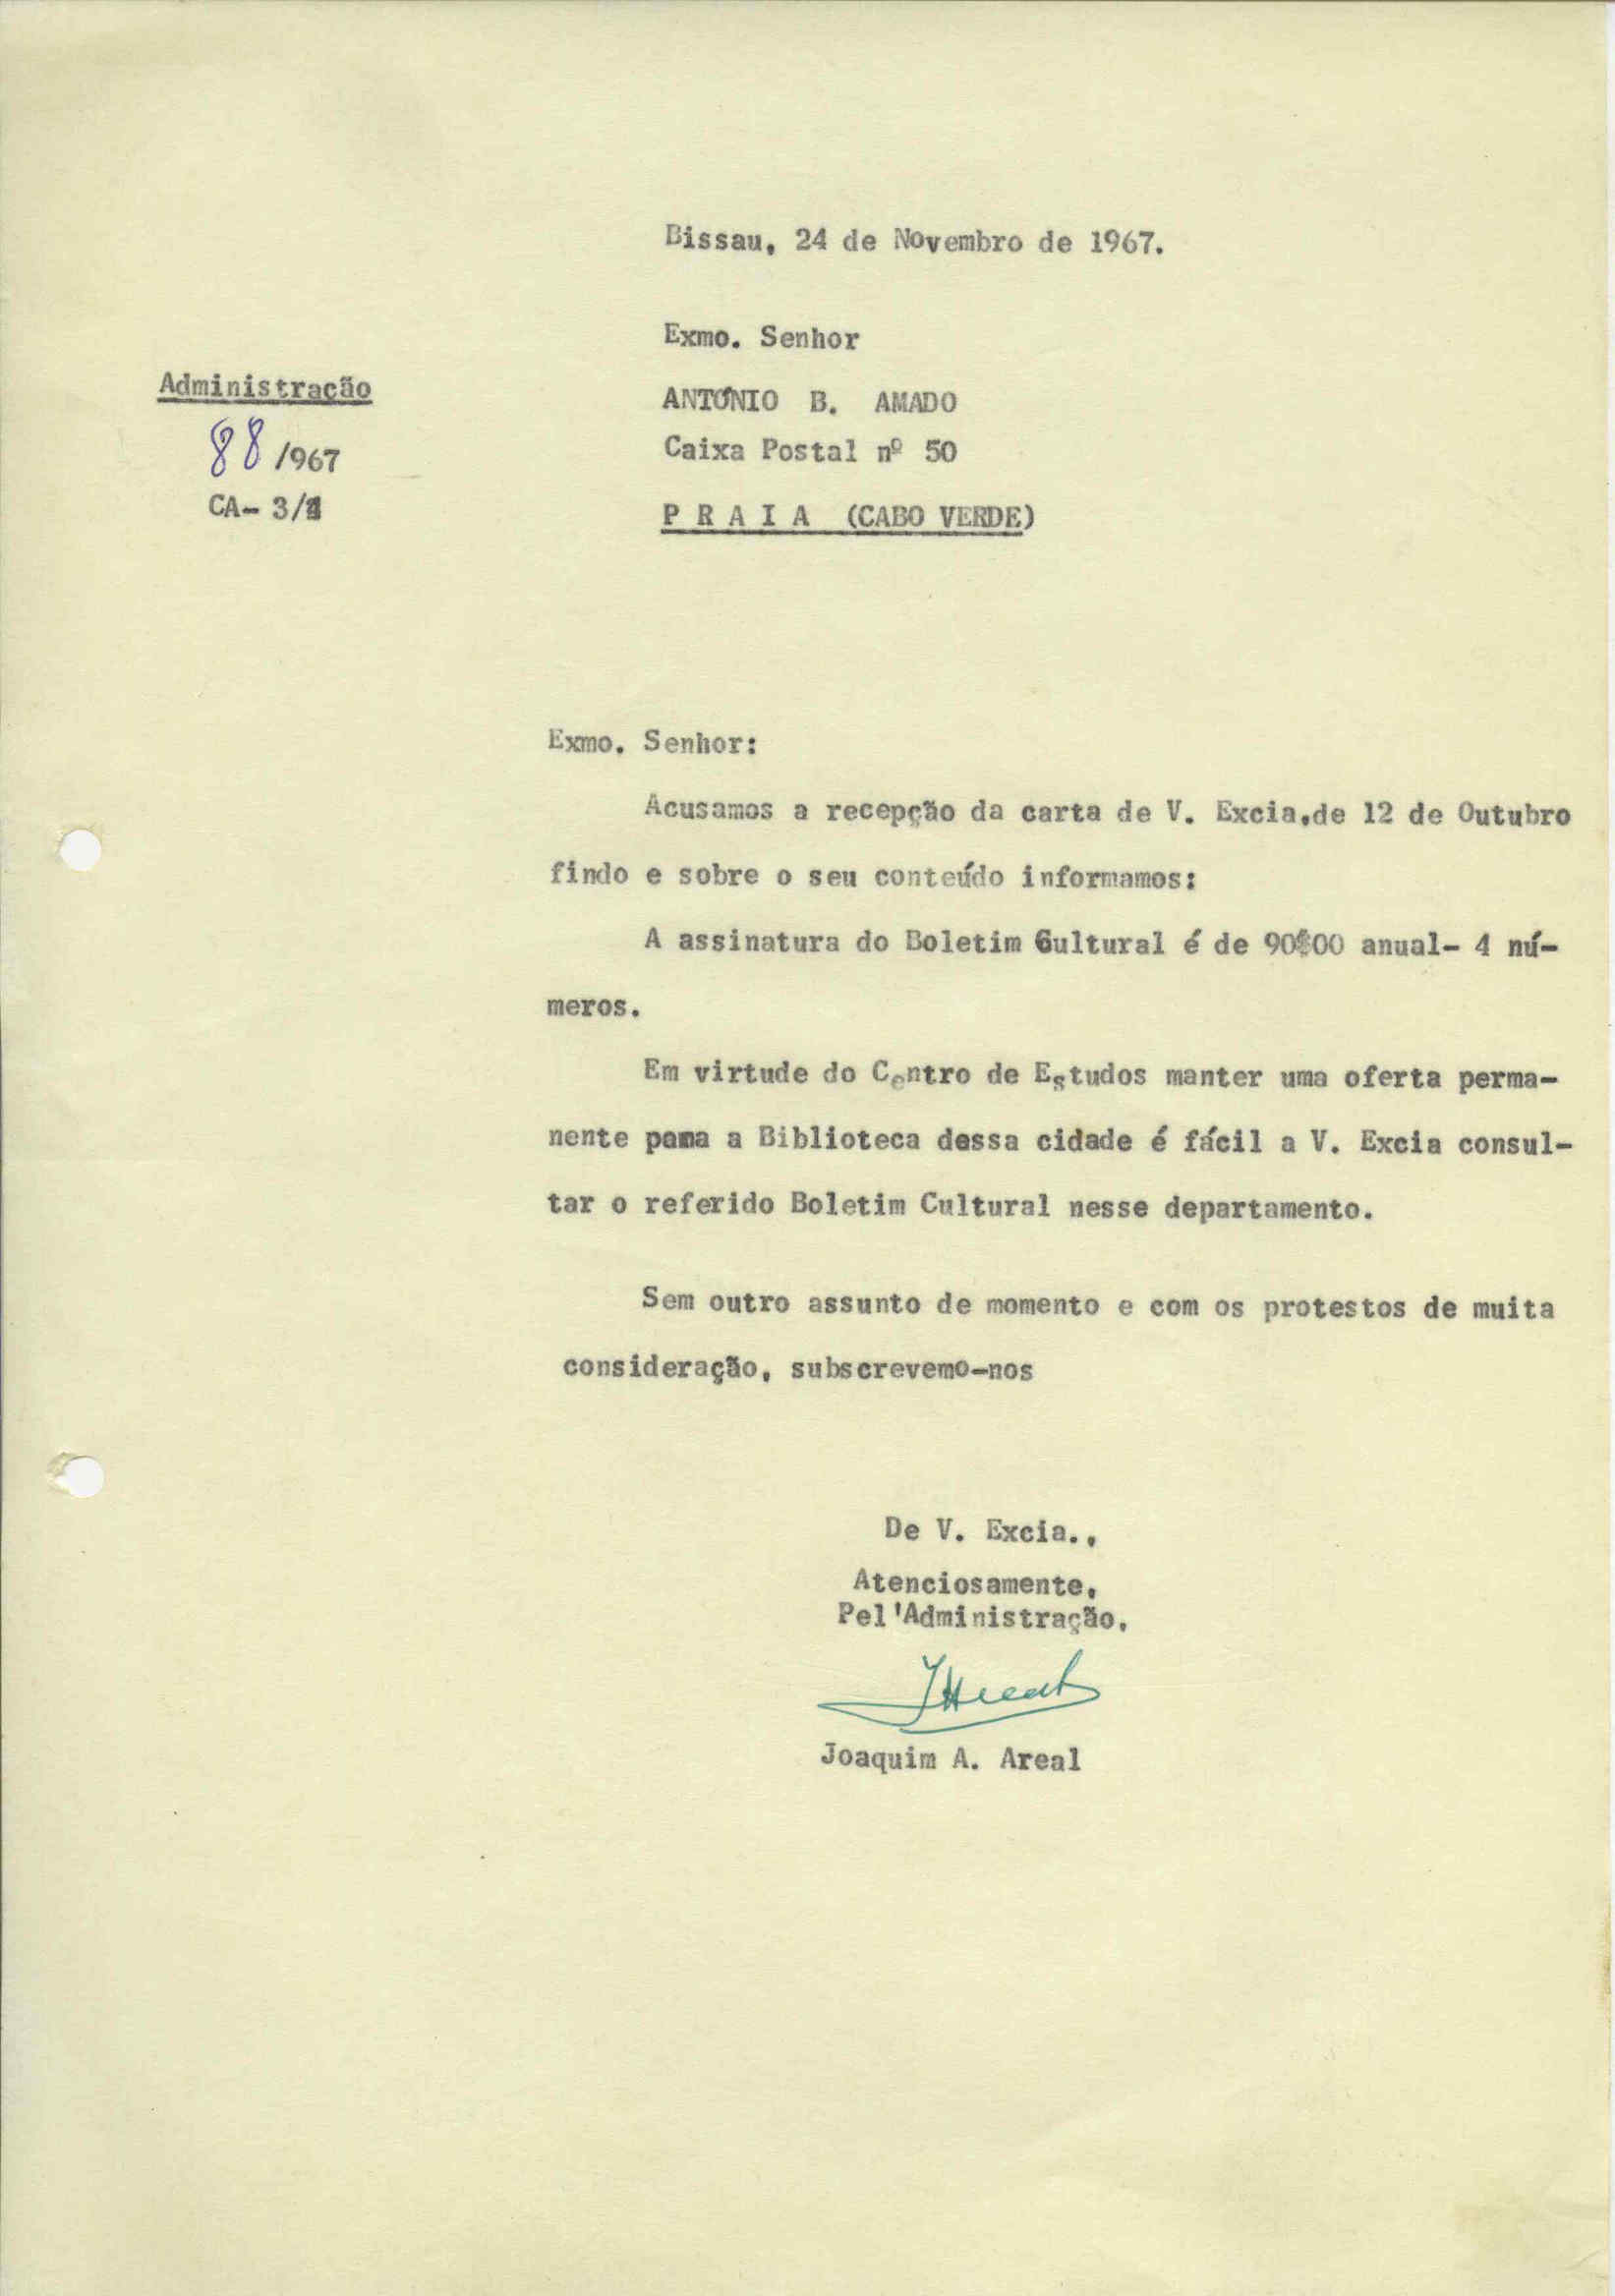 Bissau, 24 de Novembro de 1967.
Exmo. Senhor
Administração
ANTÓNIO B. AMADO
88/967
Caixa Postal nº 50
CA- 3/
P R A I A (CABO VERDE)
Exmo. Senhor:
Acusamos a recepção da carta de V. Excia,de 12 de Outubro
findo e sobre o seu conteúdo informamos:
A assinatura do Boletim Cultural é de 90$00 anual- 4 nú-
meros.
Em virtude do Centro de Estudos manter uma oferta perma-
nente para a Biblioteca dessa cidade é fácil a V. Excia consul-
tar o referido Boletim Cultural nesse departamento.
Sem outro assunto de momento e com os protestos de muita
consideração, subscrevemo-nos
De V. Excia.,
Atenciosamente,
Pel'Administração,
JAreal
Joaquim A. Areal